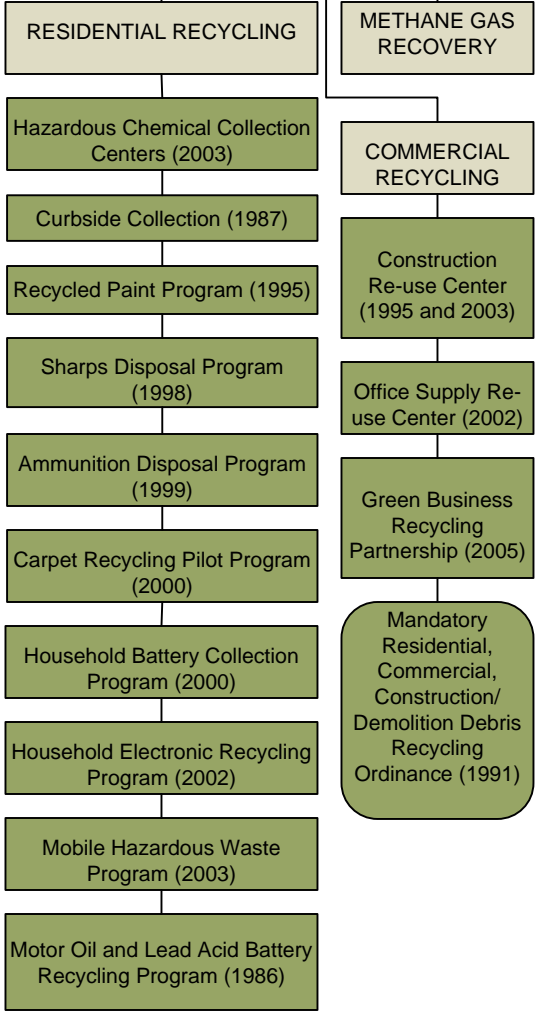 RESIDENTIAL RECYCLING
Hazardous Chemical Collection
Centers (2003)
Curbside Collection (1987)
Recycled Paint Program (1995)
Sharps Disposal Program
(1998)
Ammunition Disposal Program
(1999)
Carpet Recycling Pilot Program
(2000)
Household Battery Collection
Program (2000)
Household Electronic Recycling
Program (2002)
Mobile Hazardous Waste
Program (2003)
Motor Oil and Lead Acid Battery
Recycling Program (1986)
METHANE GAS
RECOVERY
COMMERCIAL
RECYCLING
Construction
Re-use Center
(1995 and 2003)
Office Supply Re-
use Center (2002)
Green Business
Recycling
Partnership (2005)
Mandatory
Residential,
Commercial,
Construction/
Demolition Debris
Recycling
Ordinance (1991)